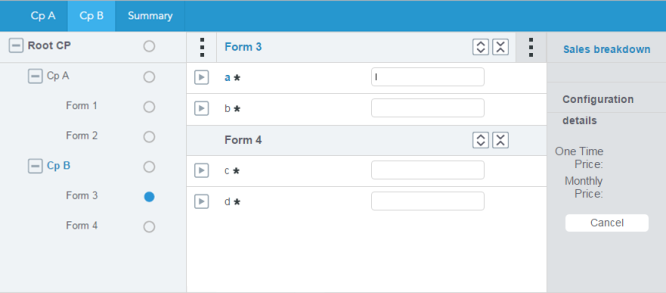 Cp A Cp B Summary
Root CP
Cp A
Form 1
Form 2
Cp B
Form 3
Form 4
Form 3
a *
b *
Form 4
c *
d *
Sales breakdown
Configuration
details
One Time
Price:
Monthly
Price:
Cancel